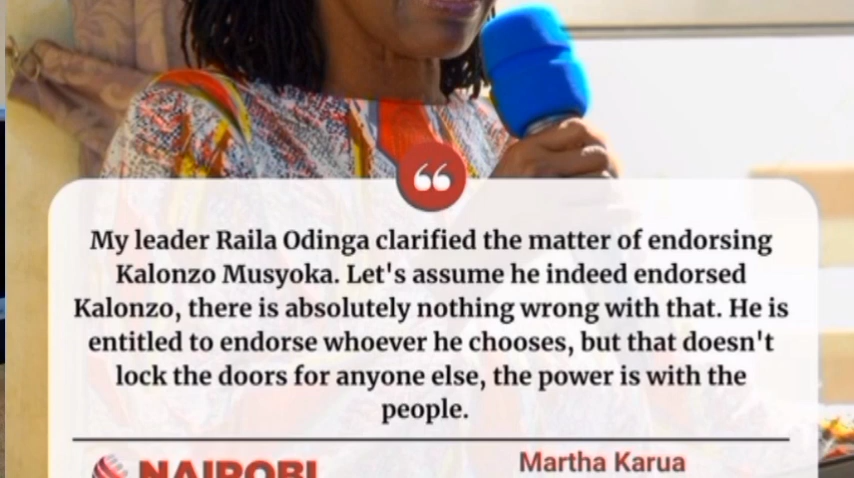 My leader Raila Odinga clarified the matter of endorsing
Kalonzo Musyoka. Let's assume he indeed endorsed
Kalonzo, there is absolutely nothing wrong with that. He is
entitled to endorse whoever he chooses, but that doesn't
lock the doors for anyone else, the power is with the
people.
NAIROBI
Martha Karua